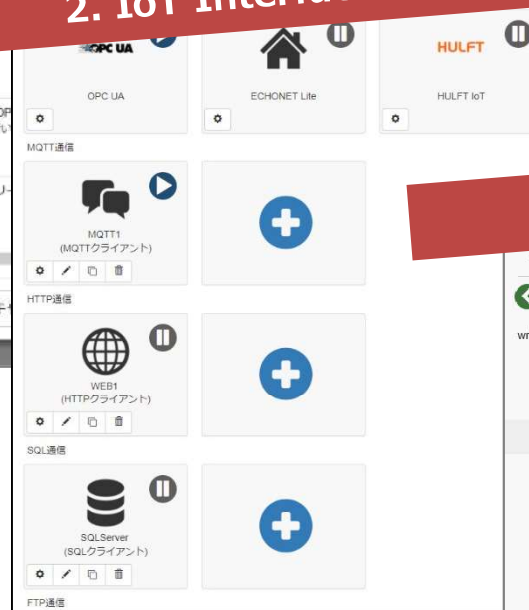 2. IoT
OPC UA
HULFT
OPC UA
ECHONET Lite
HULFT IoT
MQTT通信
MQTT1
(MQTTクライアント)
HTTP通信
WEB1
(HTTPクライアント)
SQL通信
SQLServer
(SQLクライアント)
FTP通信